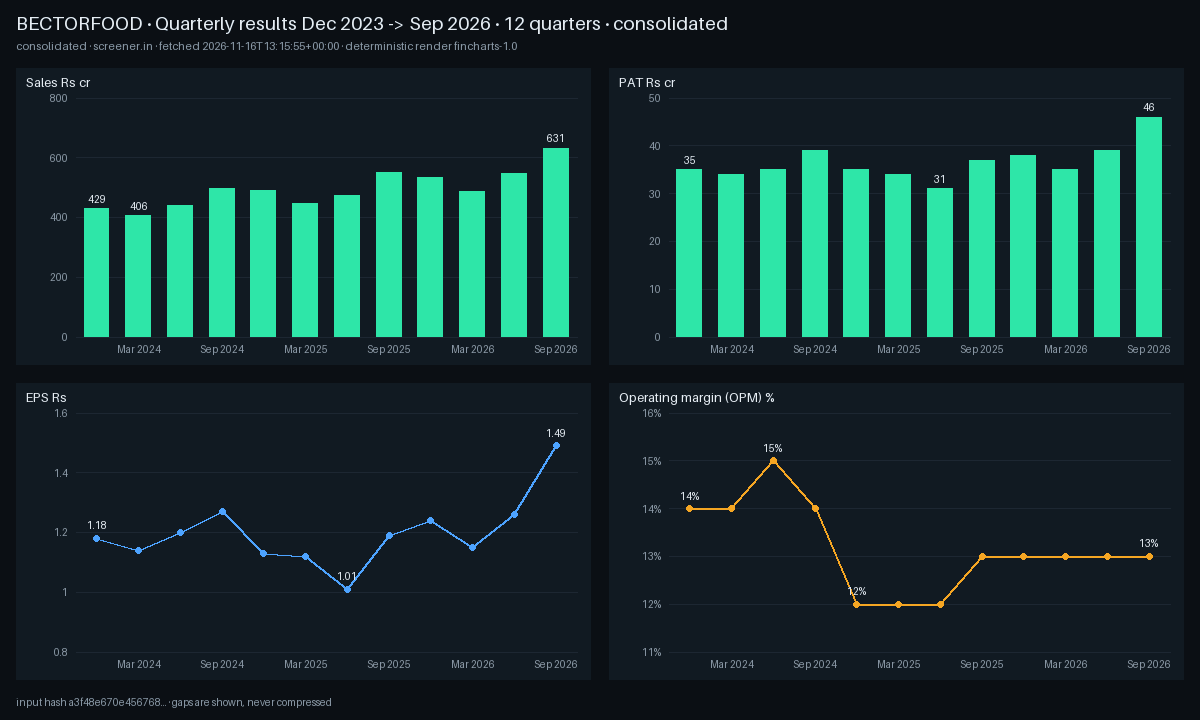 BECTORFOOD · Quarterly results Dec 2023 -> Sep 2026 · 12 quarters · consolidated
consolidated · screener.in · fetched 2026-11-16T13:15:55+00:00 · deterministic render fincharts-1.0
Sales Rs cr
800
600
400
200
0
429
406
631
Mar 2024
Sep 2024
Mar 2025
Sep 2025
Mar 2026
Sep 2026
PAT Rs cr
50
40
30
20
10
0
35
31
46
Mar 2024
Sep 2024
Mar 2025
Sep 2025
Mar 2026
Sep 2026
EPS Rs
1.6
1.4
1.2
1
0.8
1.18
1.01
1.49
Mar 2024
Sep 2024
Mar 2025
Sep 2025
Mar 2026
Sep 2026
Operating margin (OPM) %
16%
15%
14%
13%
12%
11%
14%
15%
12%
13%
Mar 2024
Sep 2024
Mar 2025
Sep 2025
Mar 2026
Sep 2026
input hash a3f48e670e456768… · gaps are shown, never compressed